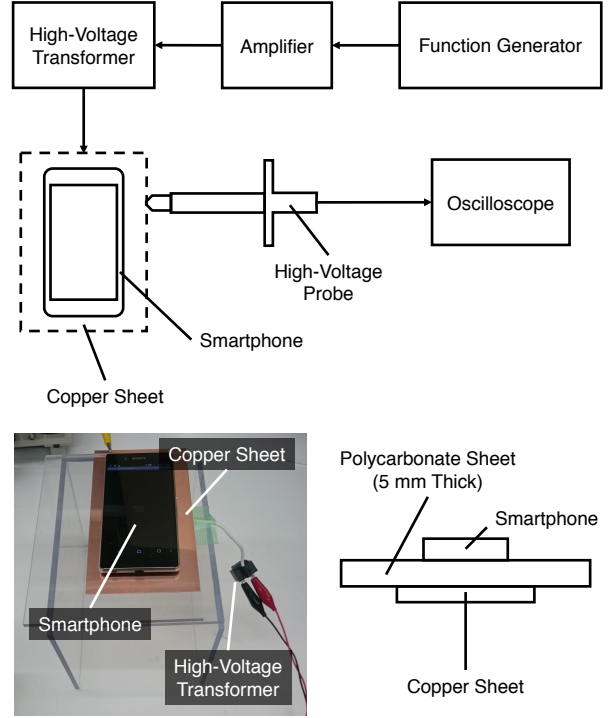 High-Voltage
Transformer
Amplifier
Function Generator
Oscilloscope
High-Voltage
Probe
Smartphone
Copper Sheet
Copper Sheet
Smartphone
High-Voltage
Transformer
Polycarbonate Sheet
(5 mm Thick)
Smartphone
Copper Sheet